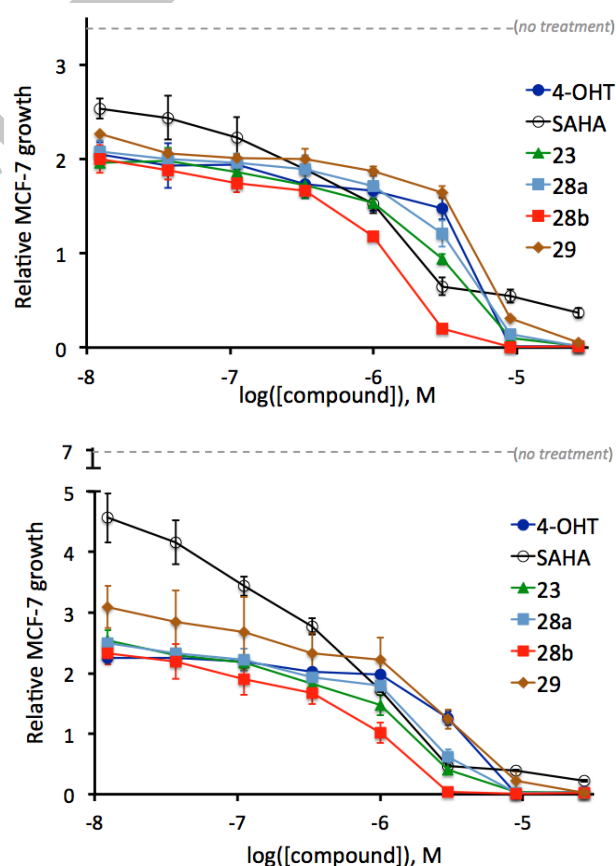 (no treatment)
3
2
1
0
Relative MCF-7 growth
4-OHT
SAHA
23
28a
28b
29
-8 -7 -6 -5
log([compound]), M
7
(no treatment)
5
4
3
2
1
0
Relative MCF-7 growth
4-OHT
SAHA
23
28a
28b
29
-8 -7 -6 -5
log([compound]), M